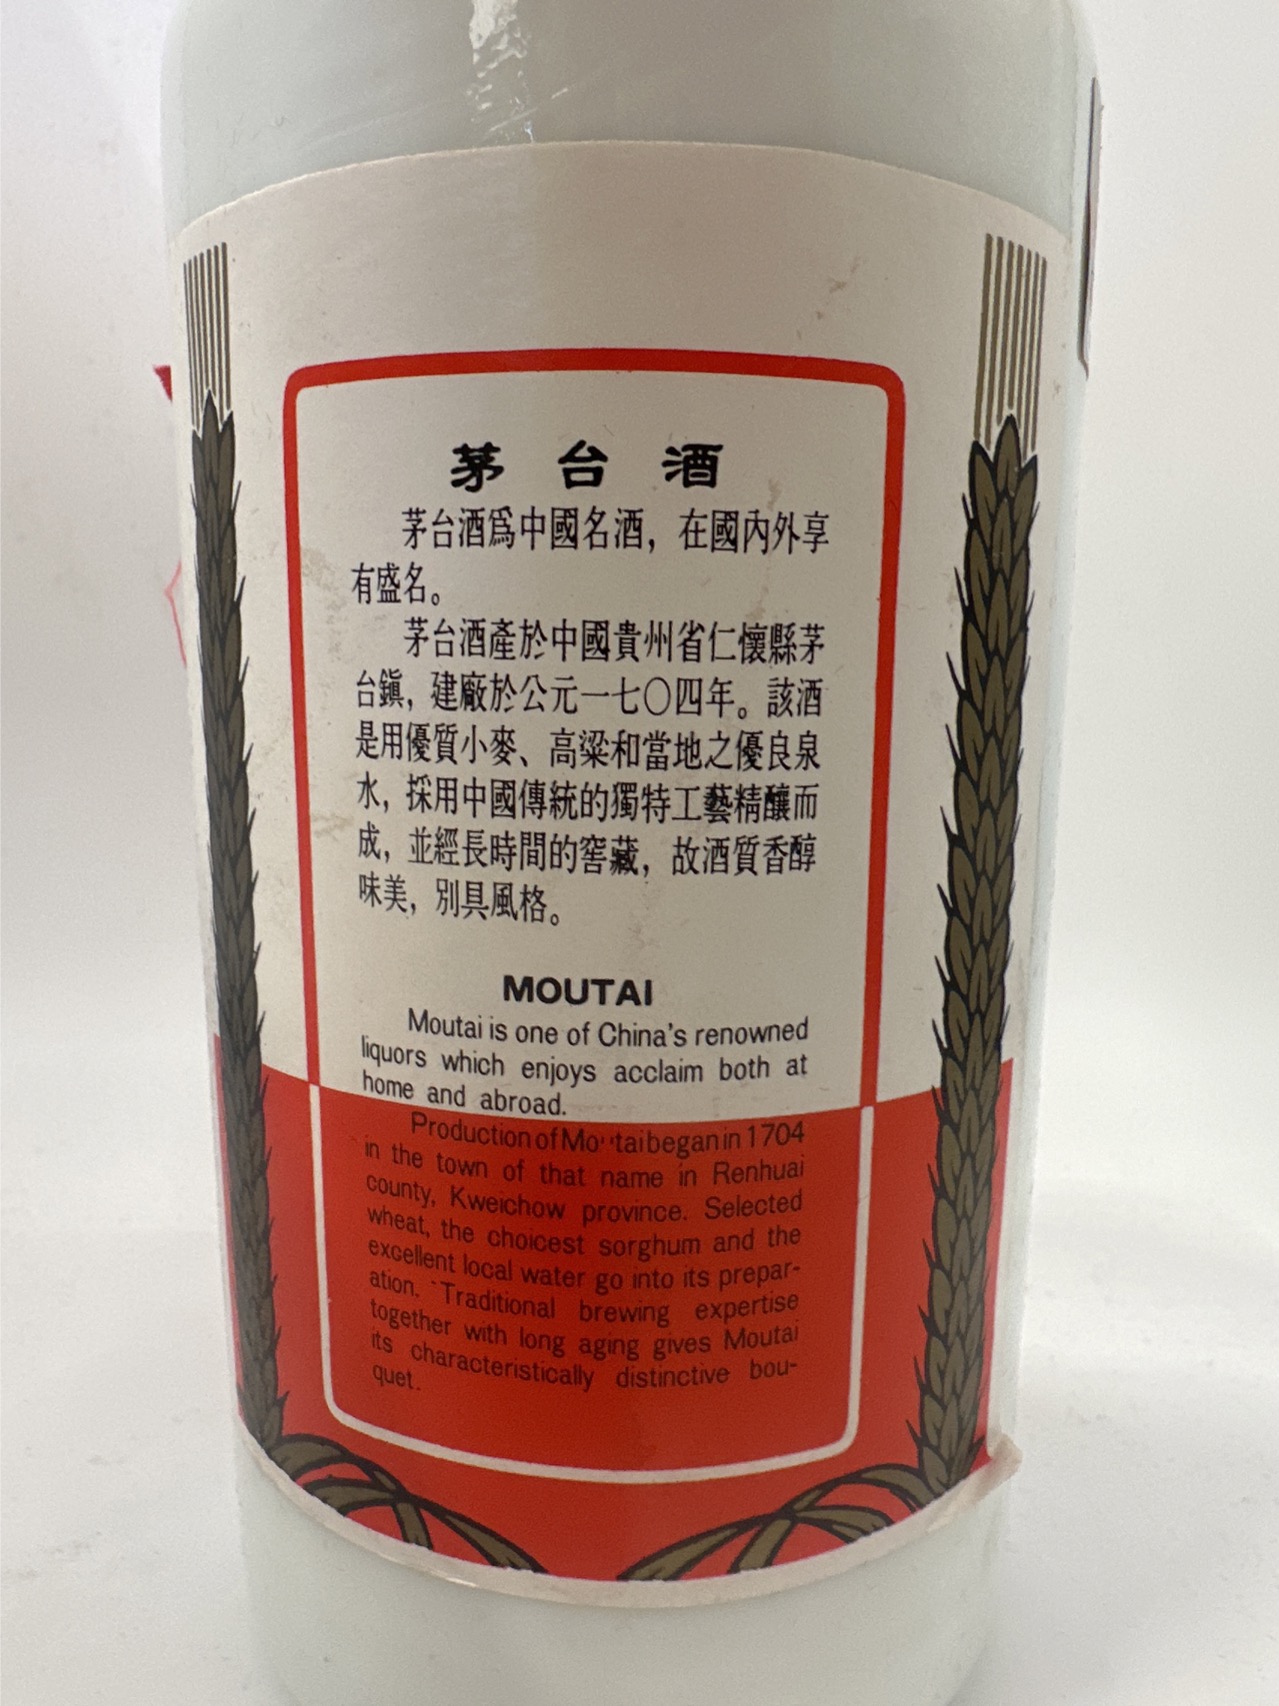 茅台酒
茅台酒爲中國名酒，在國內外享
有盛名。
茅台酒產於中國貴州省仁懷縣茅
台鎭，建廠於公元一七〇四年。該酒
是用優質小麥、高粱和當地之優良泉
水，採用中國傳統的獨特工藝精釀而
成，並經長時間的窖藏，故酒質香醇
味美，別具風格。
MOUTAI
Moutai is one of China's renowned
liquors which enjoys acclaim both at
home and abroad.
Production of Moutai began in 1704
in the town of that name in Renhuai
county, Kweichow province. Selected
wheat, the choicest sorghum and the
excellent local water go into its prepar-
ation. Traditional brewing expertise
together with long aging gives Moutai
its characteristically distinctive bou-
quet.